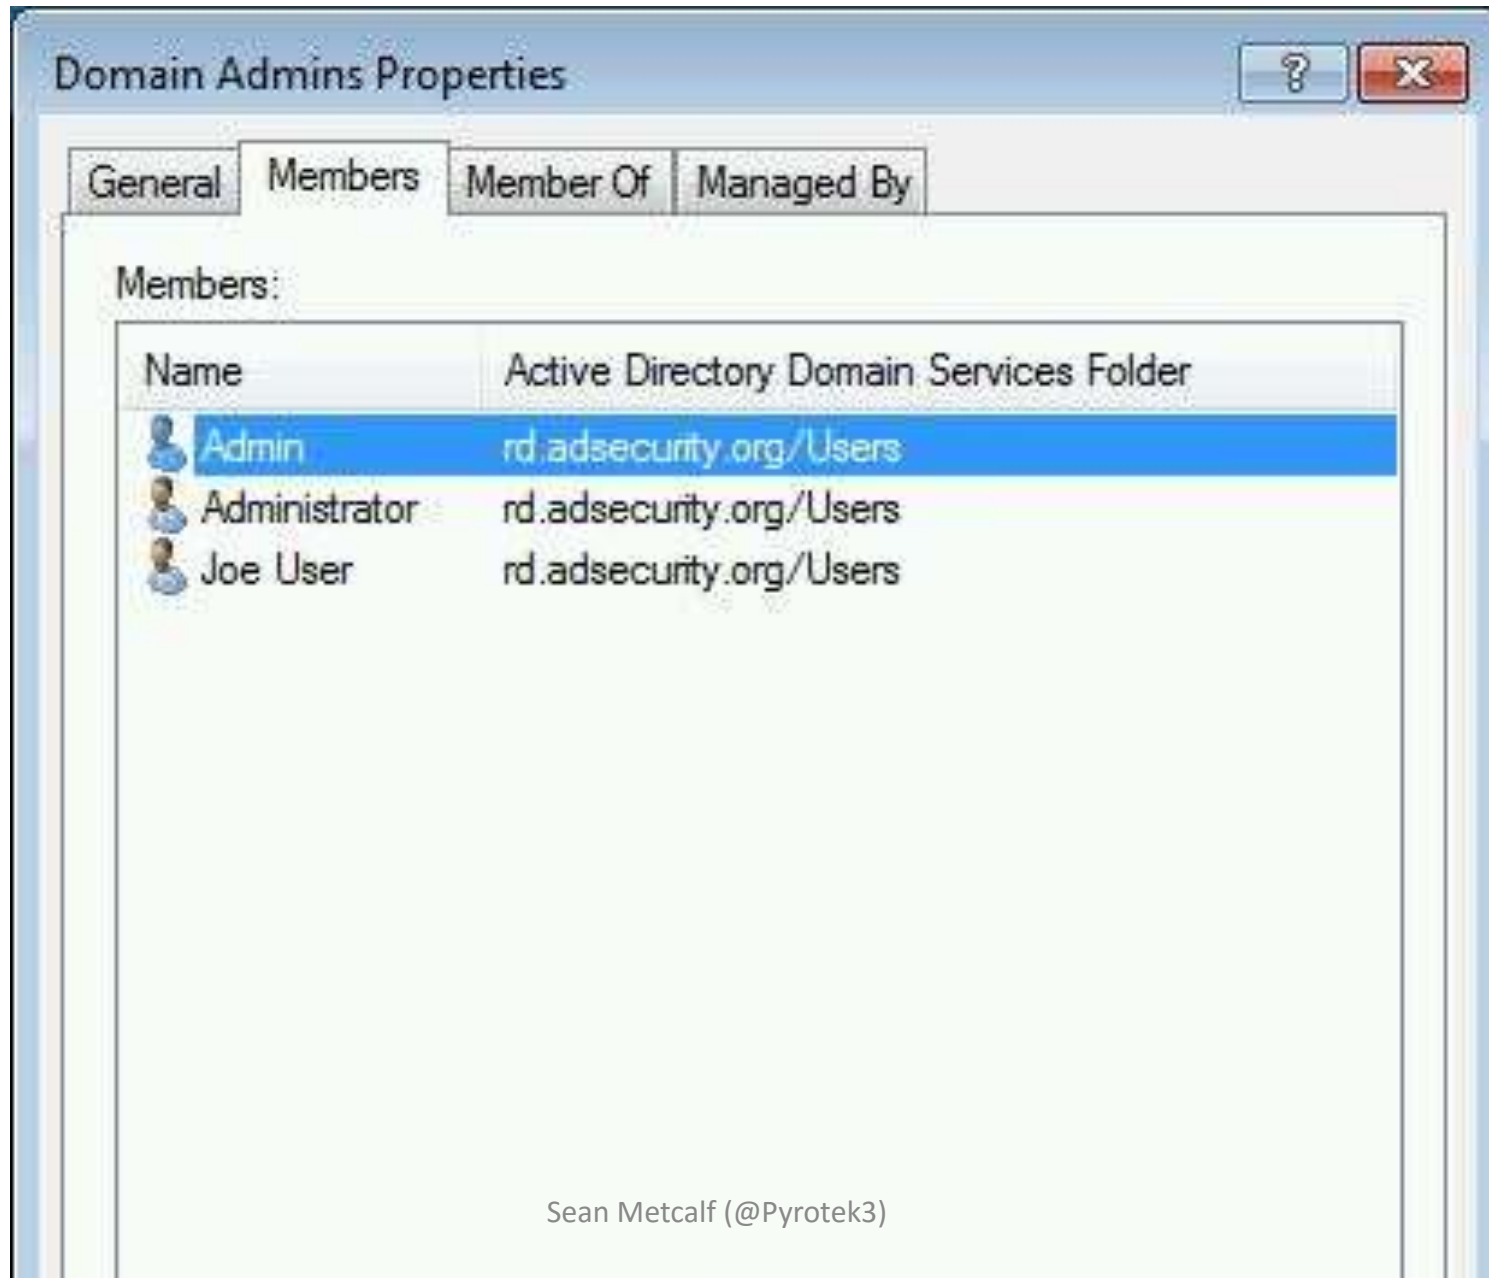 Domain Admins Properties
General Members Member Of Managed By
Members:
Name Active Directory Domain Services Folder
Admin rd.adsecurity.org/Users
Administrator rd.adsecurity.org/Users
Joe User rd.adsecurity.org/Users
Sean Metcalf (@Pyrotek3)